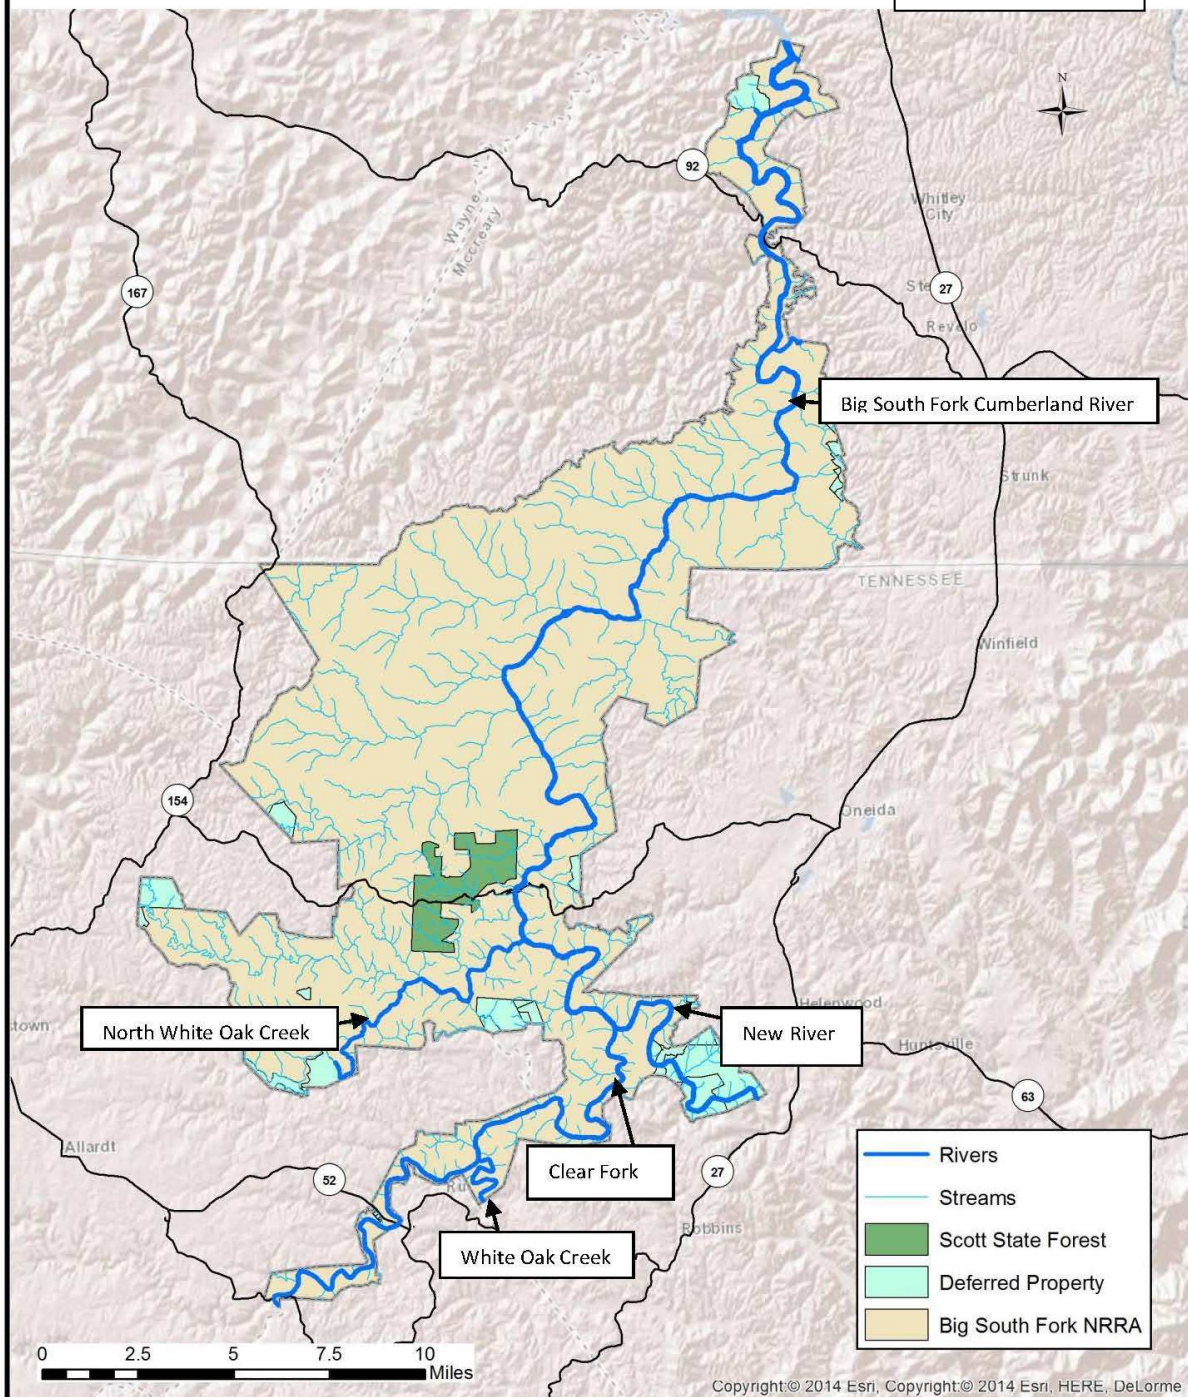 N
92
Whitley
City
Wayne
Mccreary
167
27
Revelo
Big South Fork Cumberland River
Strunk
TENNESSEE
Winfield
154
Oneida
North White Oak Creek
Helenwood
New River
Huntsville
stown
63
Allardt
Clear Fork
52
27
Robbins
White Oak Creek
Rivers
Streams
Scott State Forest
Deferred Property
Big South Fork NRRA
0 2.5 5 7.5 10
Miles
Copyright:© 2014 Esri, Copyright:© 2014 Esri, HERE, DeLorme